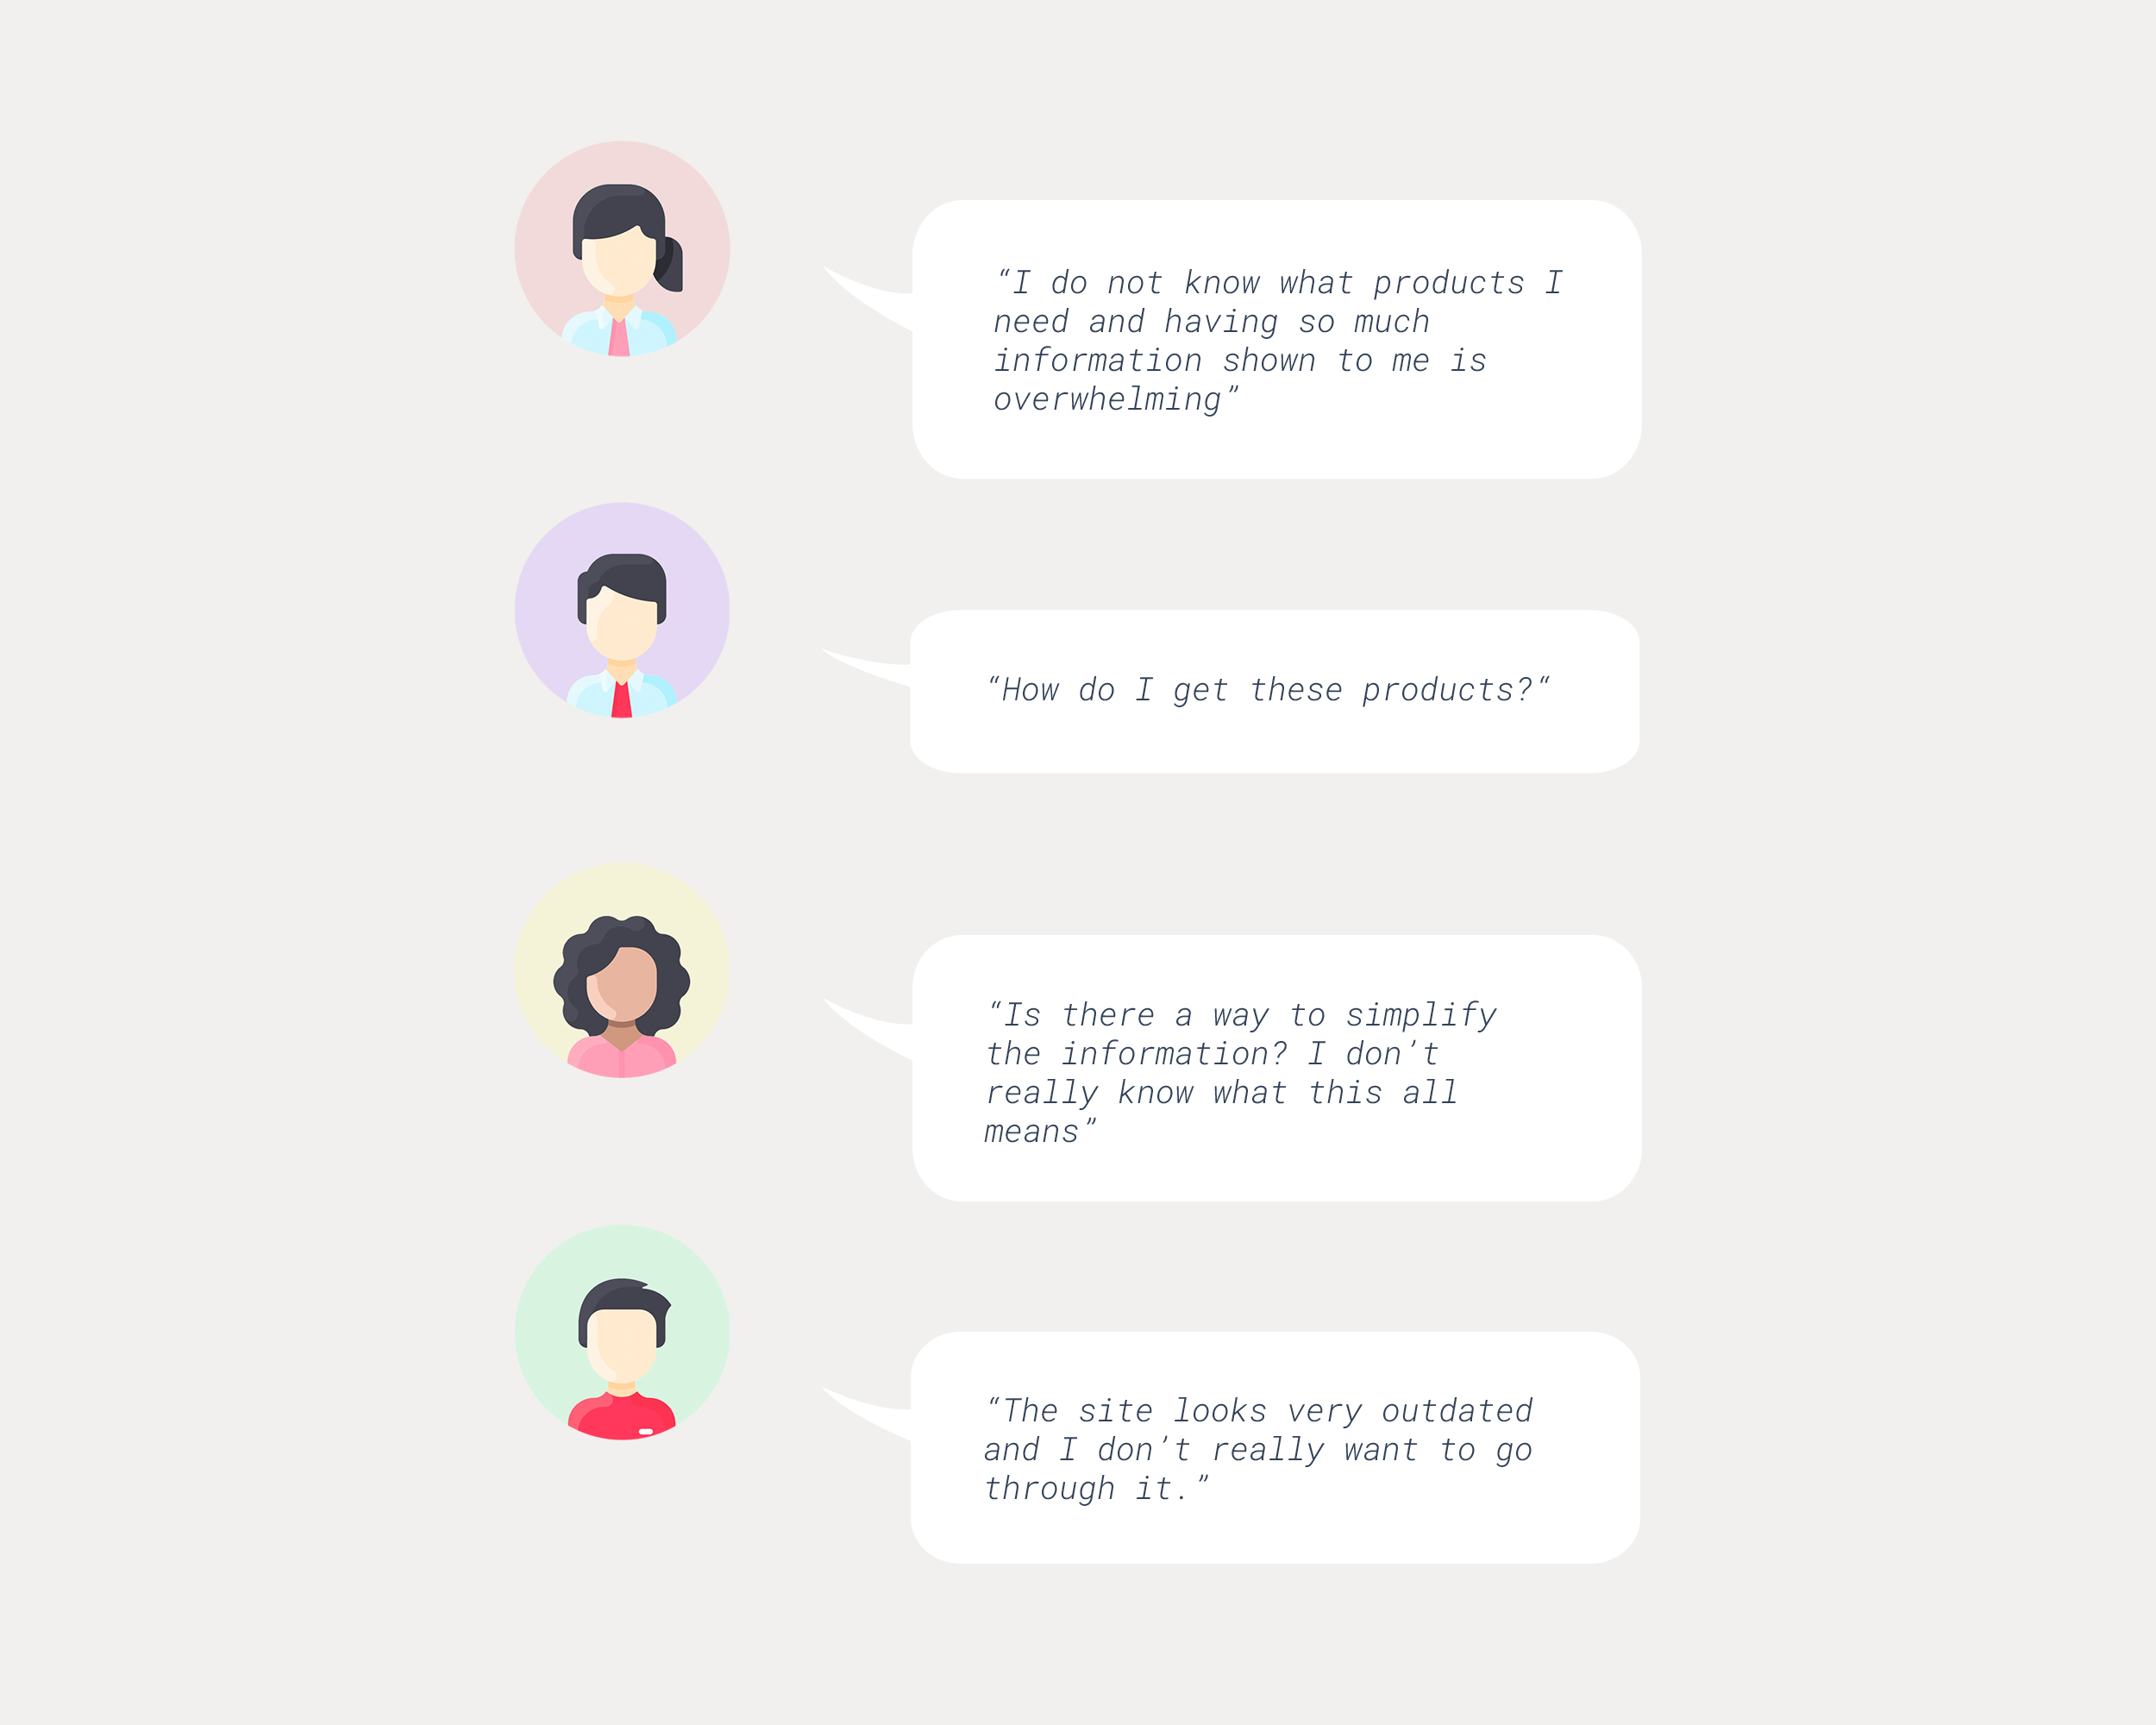 “I do not know what products I
need and having so much
information shown to me is
overwhelming”
“How do I get these products?“
“Is there a way to simplify
the information? I don’t
really know what this all
means”
“The site looks very outdated
and I don’t really want to go
through it.”